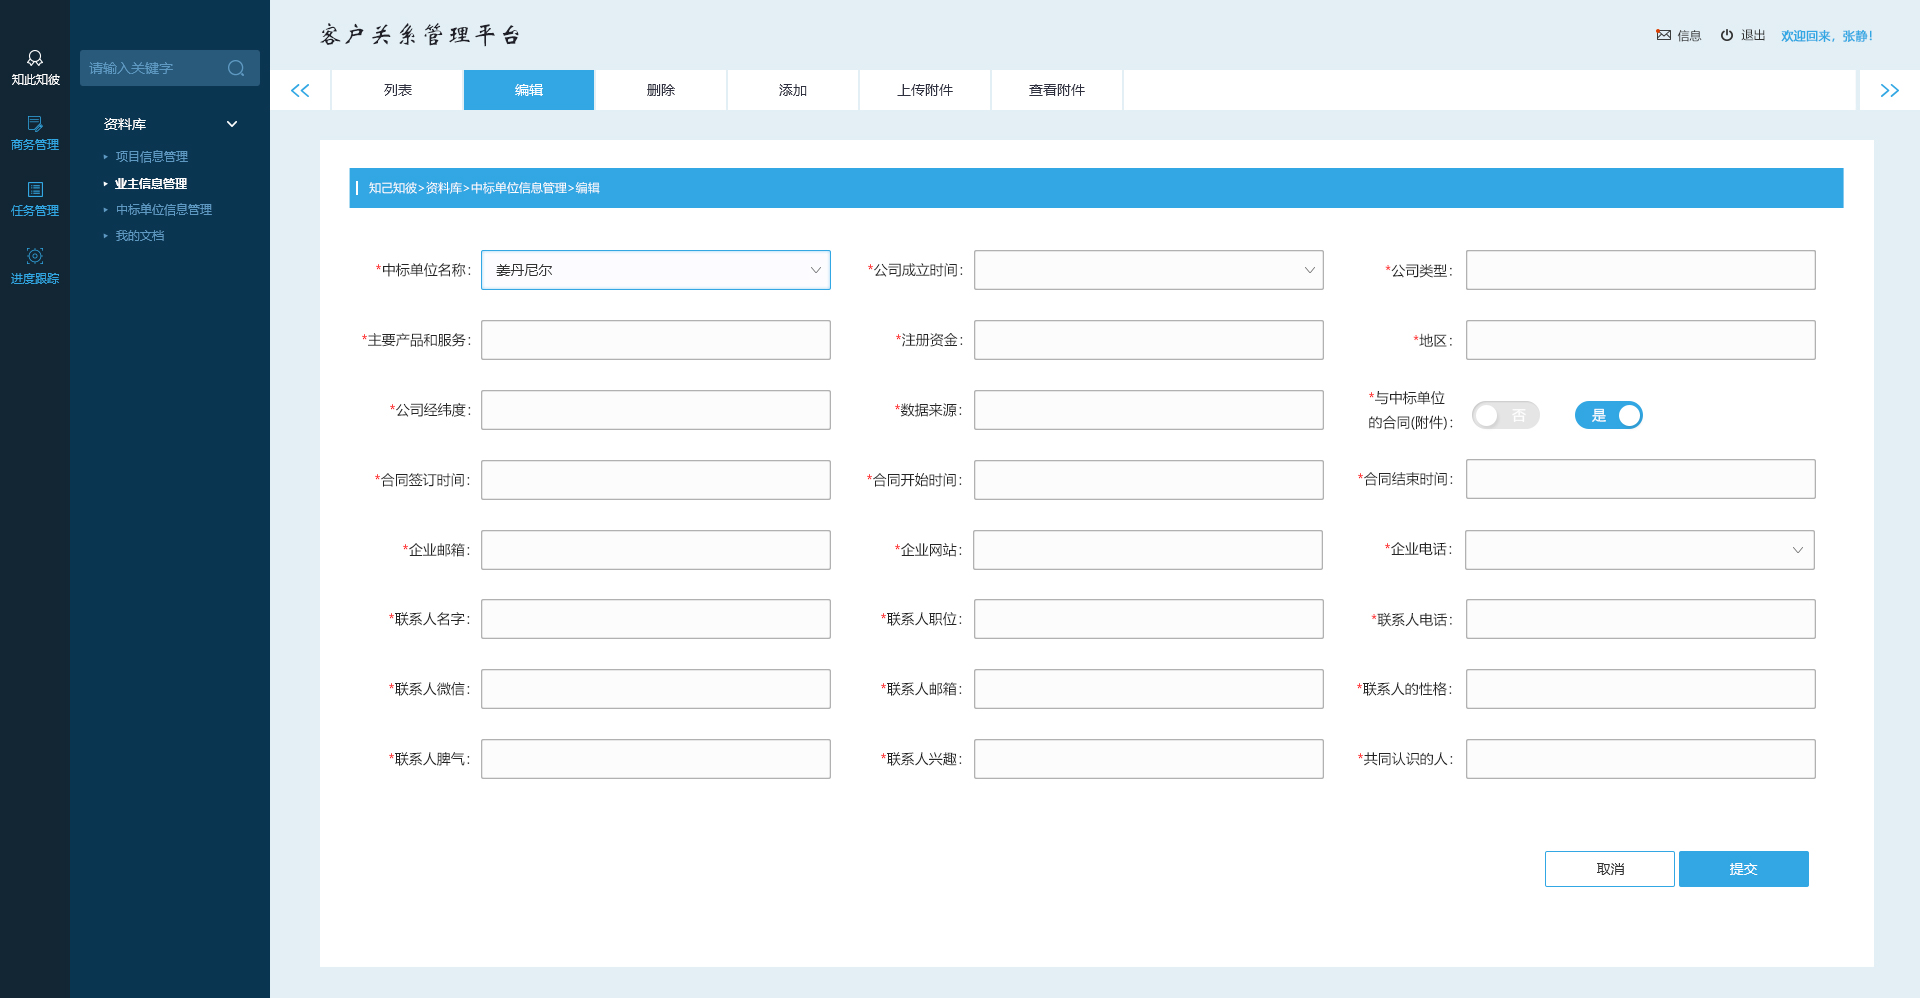 客户关系管理平台
信息 退出 欢迎回来，张静！
知此知彼
商务管理
任务管理
进度跟踪
请输入关键字
资料库
项目信息管理
业主信息管理
中标单位信息管理
我的文档
列表 编辑 删除 添加 上传附件 查看附件
知己知彼>资料库>中标单位信息管理>编辑
*中标单位名称： 姜丹尼尔 *公司成立时间： *公司类型：
*主要产品和服务： *注册资金： *地区：
*公司经纬度： *数据来源： *与中标单位
的合同(附件)： 否 是
*合同签订时间： *合同开始时间： *合同结束时间：
*企业邮箱： *企业网站： *企业电话：
*联系人名字： *联系人职位： *联系人电话：
*联系人微信： *联系人邮箱： *联系人的性格：
*联系人脾气： *联系人兴趣： *共同认识的人：
取消 提交